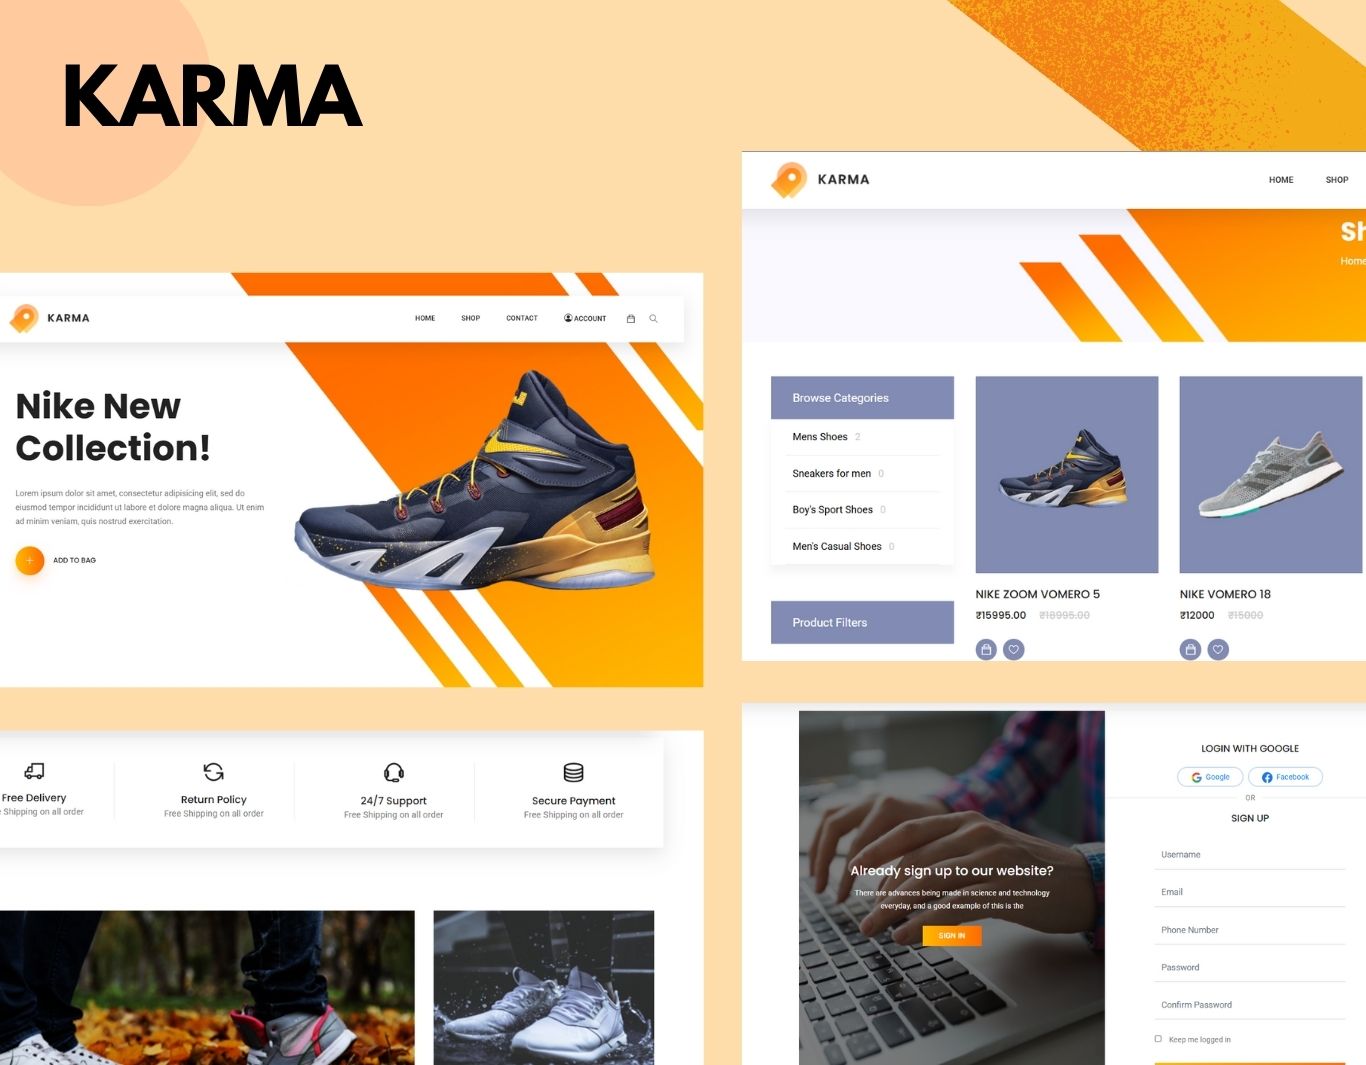 KARMA
KARMA
HOME
SHOP
CONTACT
ACCOUNT
Nike New
Collection!
Lorem ipsum dolor sit amet, consectetur adipisicing elit, sed do
eiusmod tempor incididunt ut labore et dolore magna aliqua. Ut enim
ad minim veniam, quis nostrud exercitation.
ADD TO BAG
KARMA
HOME
SHOP
Sh
Home
Browse Categories
Mens Shoes 2
Sneakers for men 0
Boy's Sport Shoes 0
Men's Casual Shoes 0
Product Filters
NIKE ZOOM VOMERO 5
₹15995.00 ₹18995.00
NIKE VOMERO 18
₹12000 ₹15000
Free Delivery
Shipping on all order
Return Policy
Free Shipping on all order
24/7 Support
Free Shipping on all order
Secure Payment
Free Shipping on all order
Already sign up to our website?
There are advances being made in science and technology
everyday, and a good example of this is the
SIGN IN
LOGIN WITH GOOGLE
Google
Facebook
OR
SIGN UP
Username
Email
Phone Number
Password
Confirm Password
Keep me logged in